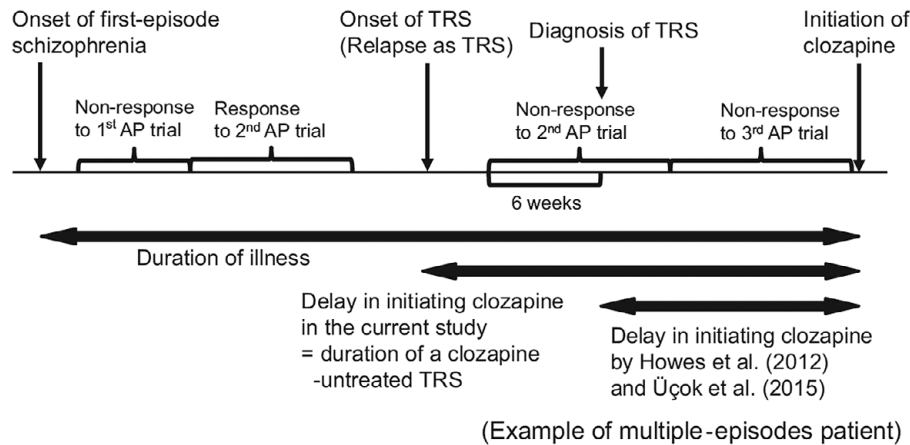 Onset of first-episode
schizophrenia
Onset of TRS
(Relapse as TRS)
Diagnosis of TRS
Initiation of
clozapine
Non-response
to 1st AP trial
Response
to 2nd AP trial
Non-response
to 2nd AP trial
Non-response
to 3rd AP trial
6 weeks
Duration of illness
Delay in initiating clozapine
in the current study
= duration of a clozapine
-untreated TRS
Delay in initiating clozapine
by Howes et al. (2012)
and Üçok et al. (2015)
(Example of multiple-episodes patient)